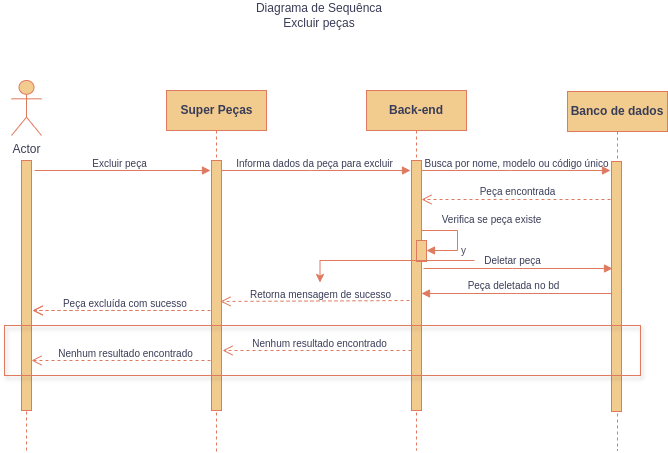 Diagrama de Sequênca
Excluir peças
Super Peças
Back-end
Banco de dados
Actor
Excluir peça
Informa dados da peça para excluir
Busca por nome, modelo ou código único
Peça encontrada
Verifica se peça existe
y
Deletar peça
Peça deletada no bd
Retorna mensagem de sucesso
Peça excluída com sucesso
Nenhum resultado encontrado
Nenhum resultado encontrado